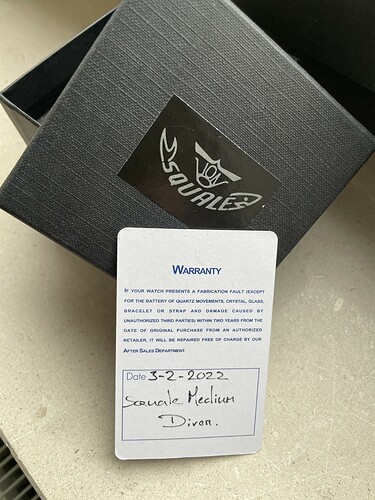 SQUALE
Warranty
If your watch presents a fabrication fault (except
for the battery of quartz movements, crystal, glass,
bracelet or strap and damage caused by
unauthorized third parties) within two years from the
date of original purchase from an authorized
retailer, it will be repaired free of charge by our
After Sales Department.
Date 3-2-2022
Squale Medium
Diver.